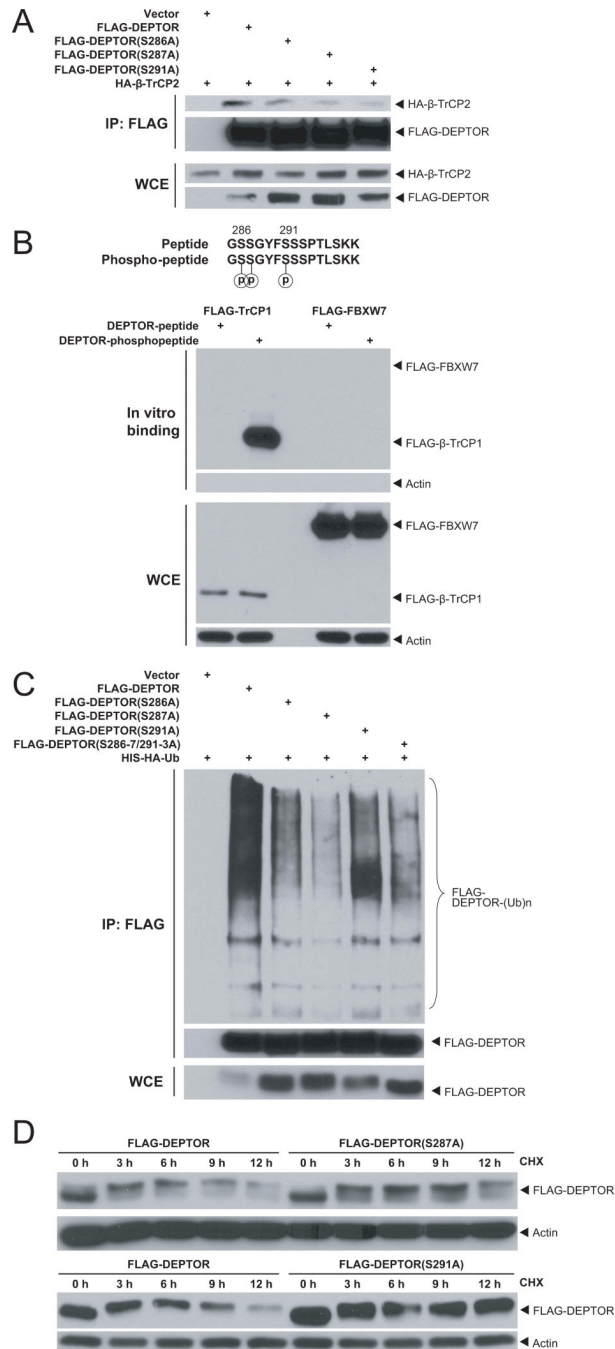 A
Vector +
FLAG-DEPTOR +
FLAG-DEPTOR(S286A) +
FLAG-DEPTOR(S287A) +
FLAG-DEPTOR(S291A) +
HA-β-TrCP2 + + + + +
IP: FLAG
HA-β-TrCP2
FLAG-DEPTOR
WCE
HA-β-TrCP2
FLAG-DEPTOR
B
286 291
Peptide GSSGYFSSSPTLSKK
Phospho-peptide GSSGYFSSSPTLSKK
p p p
FLAG-TrCP1 FLAG-FBXW7
DEPTOR-peptide + +
DEPTOR-phosphopeptide + +
In vitro
binding
FLAG-FBXW7
FLAG-β-TrCP1
Actin
WCE
FLAG-FBXW7
FLAG-β-TrCP1
Actin
C
Vector +
FLAG-DEPTOR +
FLAG-DEPTOR(S286A) +
FLAG-DEPTOR(S287A) +
FLAG-DEPTOR(S291A) +
FLAG-DEPTOR(S286-7/291-3A) +
HIS-HA-Ub + + + + + +
IP: FLAG
FLAG-
DEPTOR-(Ub)n
FLAG-DEPTOR
WCE
FLAG-DEPTOR
D
FLAG-DEPTOR FLAG-DEPTOR(S287A)
0 h 3 h 6 h 9 h 12 h 0 h 3 h 6 h 9 h 12 h CHX
FLAG-DEPTOR
Actin
FLAG-DEPTOR FLAG-DEPTOR(S291A)
0 h 3 h 6 h 9 h 12 h 0 h 3 h 6 h 9 h 12 h CHX
FLAG-DEPTOR
Actin